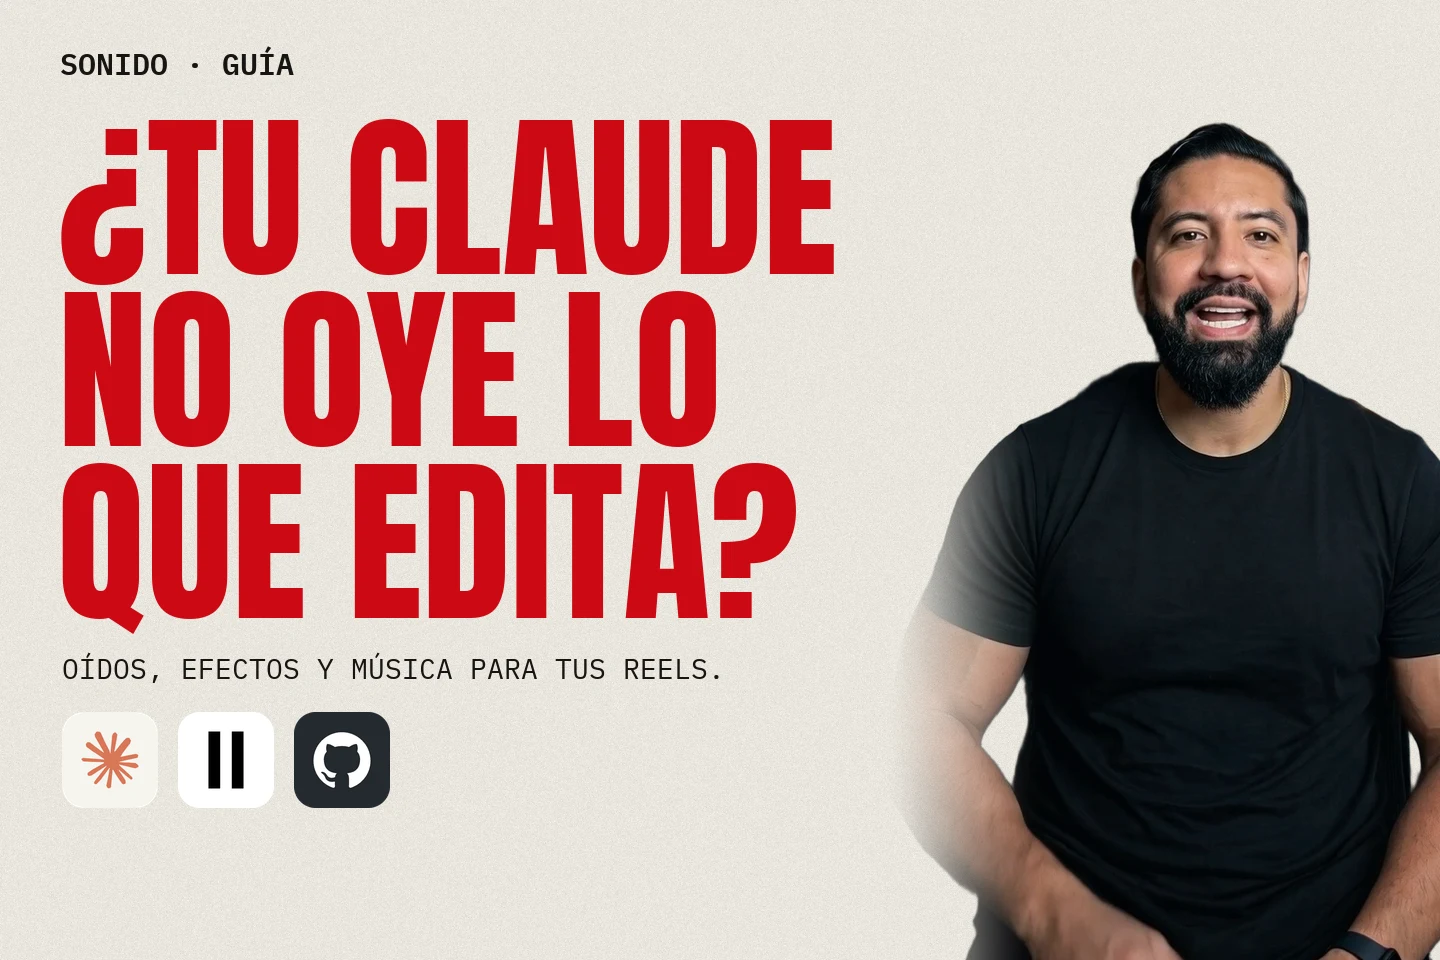 SONIDO · GUÍA
¿TU CLAUDE
NO OYE LO
QUE EDITA?
OÍDOS, EFECTOS Y MÚSICA PARA TUS REELS.